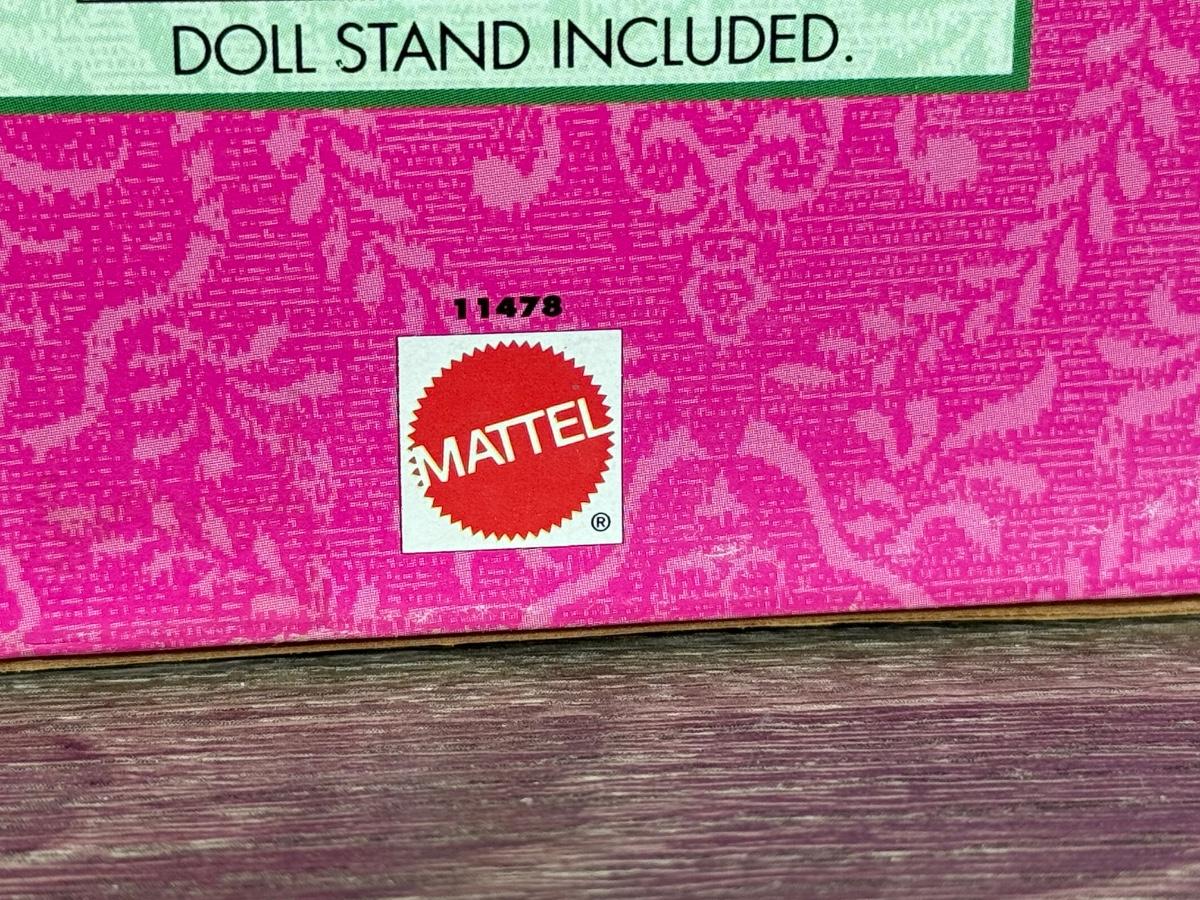 DOLL STAND INCLUDED.
11478
MATTEL
®